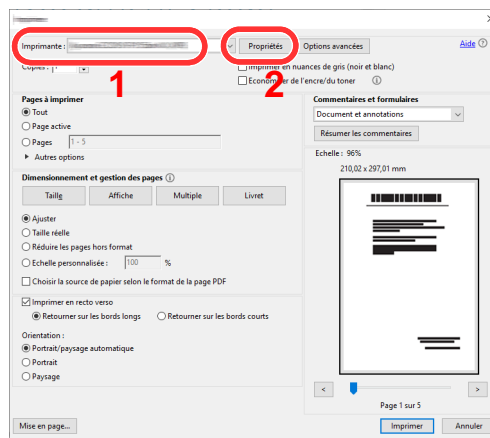 Imprimante :
Propriétés
Options avancées
Aide
Copies :
Imprimer en nuances de gris (noir et blanc)
1
2
Economiser de l'encre/du toner
Pages à imprimer
Tout
Page active
Pages
1 - 5
Autres options
Dimensionnement et gestion des pages
Taille
Affiche
Multiple
Livret
Ajuster
Taille réelle
Réduire les pages hors format
Echelle personnalisée :
100
%
Choisir la source de papier selon le format de la page PDF
Imprimer en recto verso
Retourner sur les bords longs
Retourner sur les bords courts
Orientation :
Portrait/paysage automatique
Portrait
Paysage
Commentaires et formulaires
Document et annotations
Résumer les commentaires
Echelle : 96%
210,02 x 297,01 mm
<
>
Page 1 sur 5
Mise en page...
Imprimer
Annuler